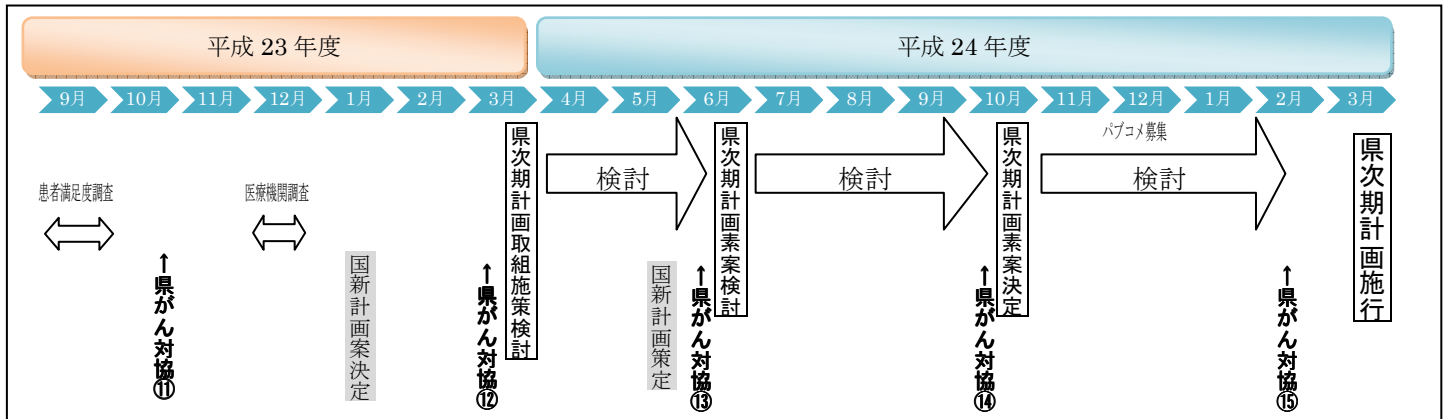 平成 23 年度
平成 24 年度
9月
10月
11月
12月
1月
2月
3月
4月
5月
6月
7月
8月
9月
10月
11月
12月
1月
2月
3月
患者満足度調査
医療機関調査
↑県がん対協⑪
国新計画案決定
↑県がん対協⑫
県次期計画取組施策検討
検討
国新計画策定
↑県がん対協⑬
県次期計画素案検討
検討
↑県がん対協⑭
県次期計画素案決定
パブコメ募集
検討
↑県がん対協⑮
県次期計画施行